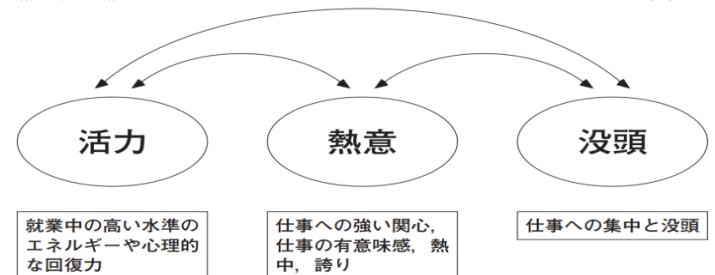 活力
熱意
没頭
就業中の高い水準の
エネルギーや心理的
な回復力
仕事への強い関心，
仕事の有意味感，熱
中，誇り
仕事への集中と没頭